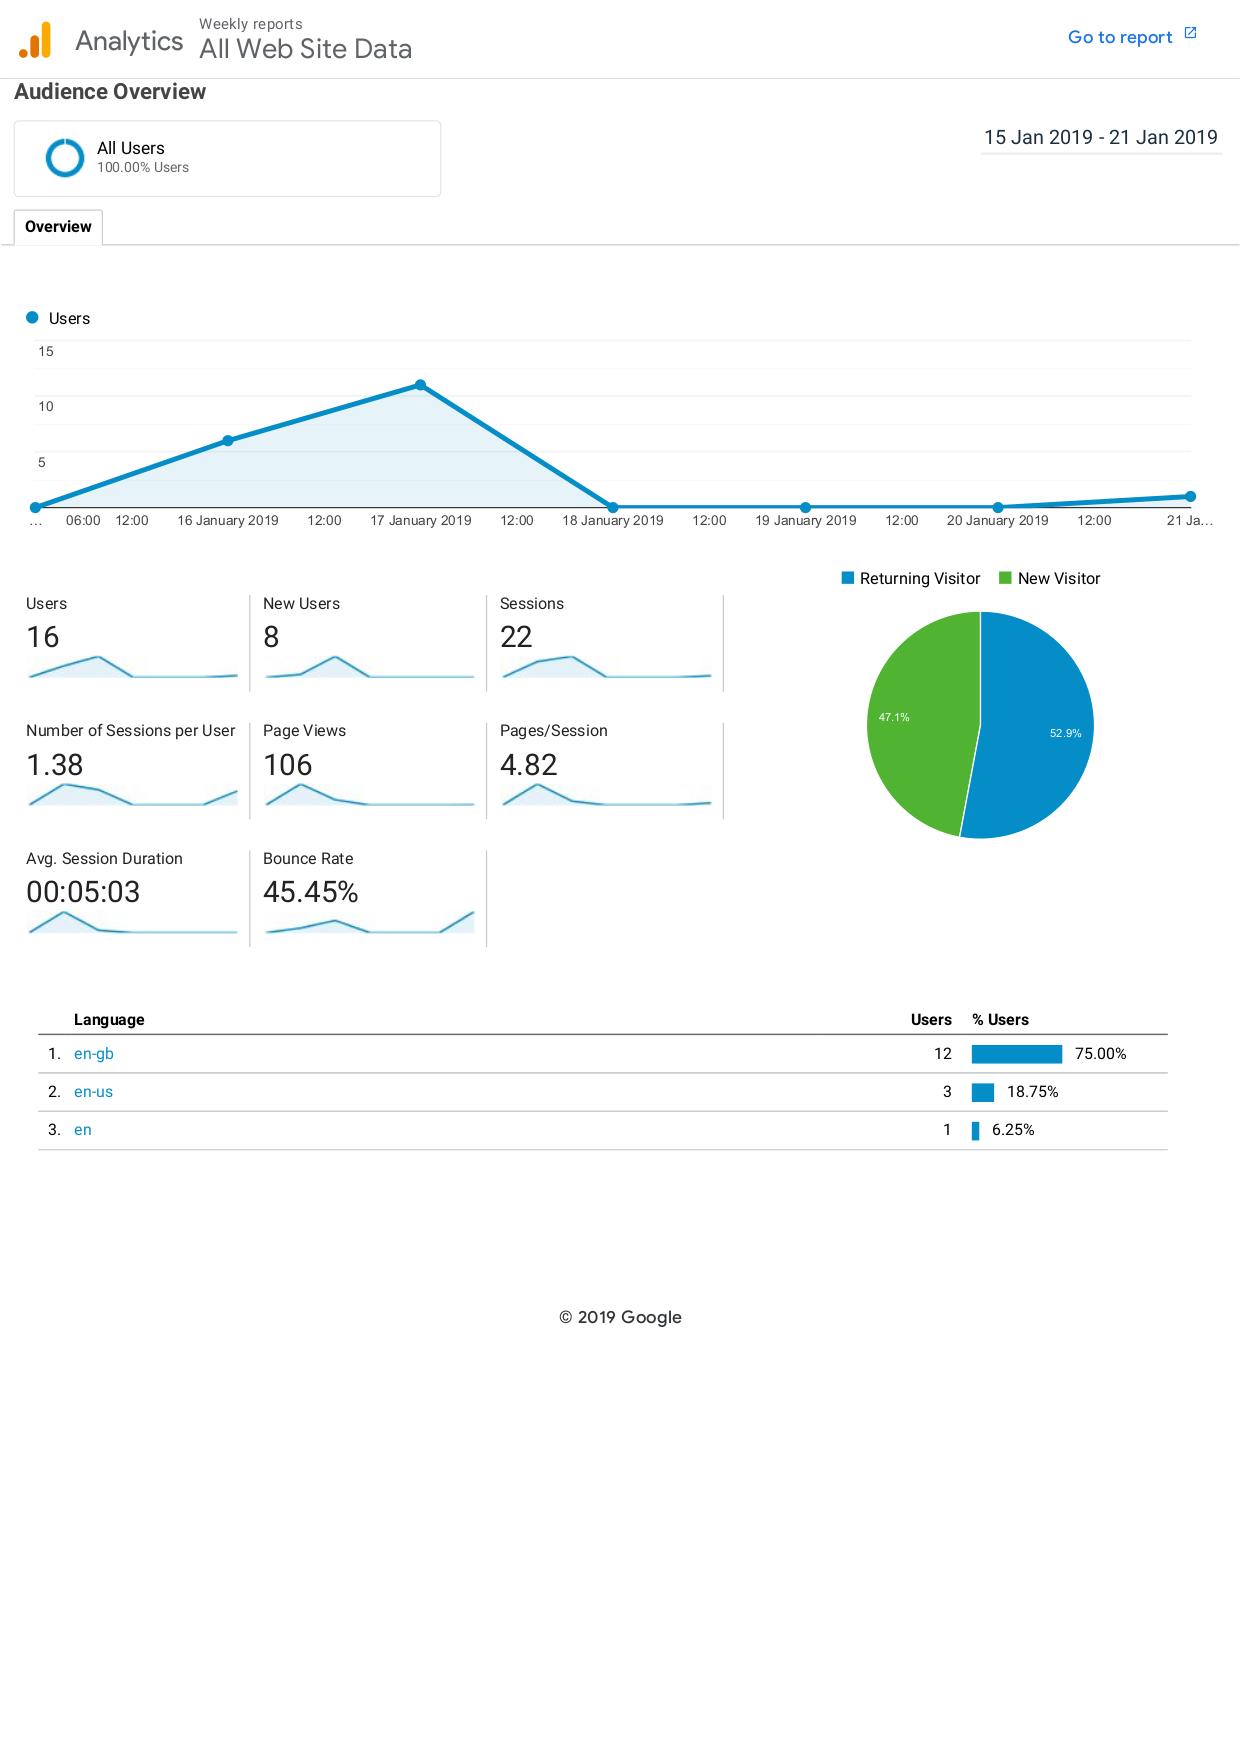 Analytics
Weekly reports
All Web Site Data
Go to report
Audience Overview
All Users
100.00% Users
15 Jan 2019 - 21 Jan 2019
Overview
Users
15
10
5
... 06:00 12:00 16 January 2019 12:00 17 January 2019 12:00 18 January 2019 12:00 19 January 2019 12:00 20 January 2019 12:00 21 Ja...
Returning Visitor New Visitor
Users New Users Sessions
16 8 22
47.1% 52.9%
Number of Sessions per User Page Views Pages/Session
1.38 106 4.82
Avg. Session Duration Bounce Rate
00:05:03 45.45%
Language Users % Users
1. en-gb 12 75.00%
2. en-us 3 18.75%
3. en 1 6.25%
© 2019 Google